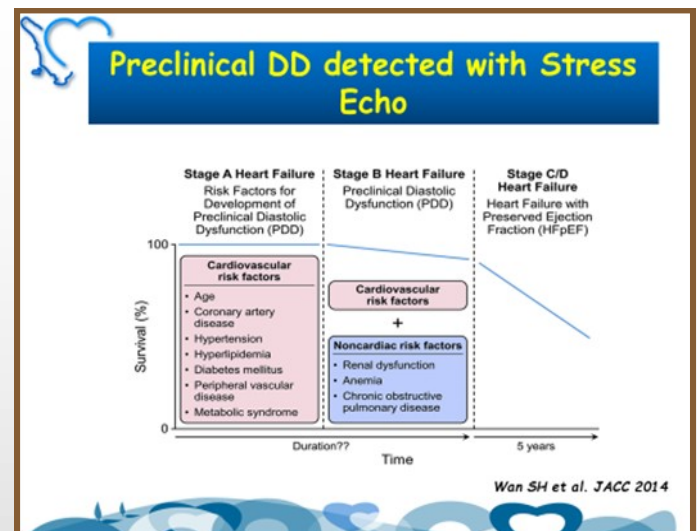 Preclinical DD detected with Stress
Echo
Stage A Heart Failure
Risk Factors for
Development of
Preclinical Diastolic
Dysfunction (PDD)
Stage B Heart Failure
Preclinical Diastolic
Dysfunction (PDD)
Stage C/D
Heart Failure
Heart Failure with
Preserved Ejection
Fraction (HFpEF)
100
Survival (%)
0
Cardiovascular
risk factors
• Age
• Coronary artery
disease
• Hypertension
• Hyperlipidemia
• Diabetes mellitus
• Peripheral vascular
disease
• Metabolic syndrome
Cardiovascular
risk factors
+
Noncardiac risk factors
• Renal dysfunction
• Anemia
• Chronic obstructive
pulmonary disease
Duration??
5 years
Time
Wan SH et al. JACC 2014